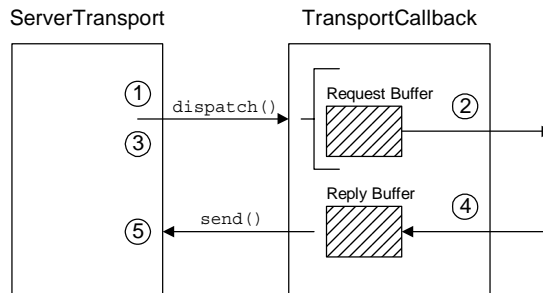 ServerTransport
TransportCallback
1
dispatch()
Request Buffer
2
3
Reply Buffer
4
5
send()